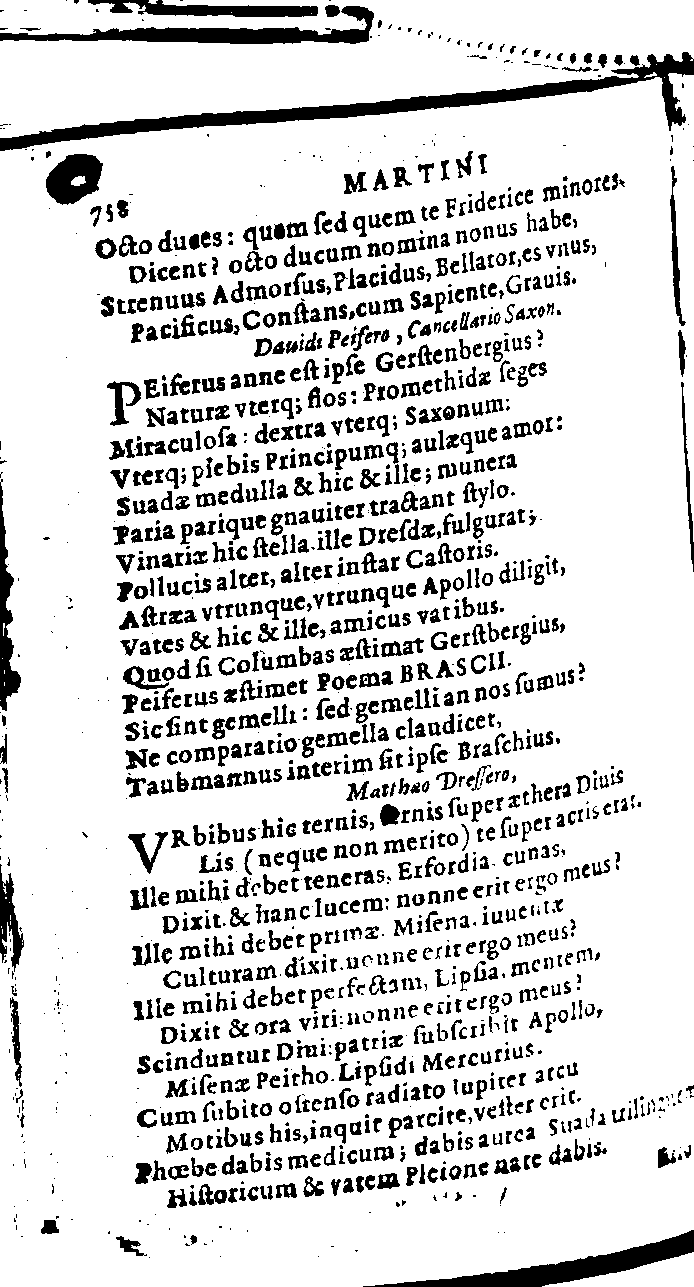 758
MARTINI
Octo duces: quem sed quem te Friderice minores.
Dicent? octo ducum nomina nonus habe,
Strenuus Admorsus, Placidus, Bellator, es vnus,
Pacificus, Constans, cum Sapiente, Grauis.
Dauidi Peifero, Cancellario Saxon.
PEiferus anne est ipse Gerstenbergius?
Naturæ vterq; flos: Promethidæ seges
Miraculosa: dextra vterq; Saxonum:
Vterq; plebis Principumq; aulæque amor:
Suadæ medulla & hic & ille; munera
Paria parique gnauiter tractant stylo.
Vinariæ hic stella. ille Dresdæ, fulgurat;
Pollucis alter, alter instar Castoris.
Astræa vtrunque, vtrunque Apollo diligit,
Vates & hic & ille, amicus vatibus.
Quod si Columbas æstimat Gerstbergius,
Peiferus æstimet Poema BRASCII.
Sic sint gemelli: sed gemelli an nos sumus?
Ne comparatio gemella claudicet,
Taubmannus interim sit ipse Braschius.
Matthæo Dressero,
VRbibus hic ternis, ternis super æthera Diuis
Lis (neque non merito) te super acris erat.
Ille mihi debet teneras, Erfordia. cunas,
Dixit. & hanc lucem: nonne erit ergo meus?
Ille mihi debet primæ. Misena. iuuentæ
Culturam dixit. nonne erit ergo meus?
Ille mihi debet perfectam, Lipsia. mentem,
Dixit & ora viri: nonne erit ergo meus?
Scinduntur Diui: patriæ subscribit Apollo,
Misenæ Peitho. Lipsidi Mercurius.
Cum subito ostenso radiato Iupiter arcu
Motibus his, inquit parcite, vester erit.
Phœbe dabis medicum; dabis aurea Suada trilinguem
Historicum & vatem Pleione nate dabis.